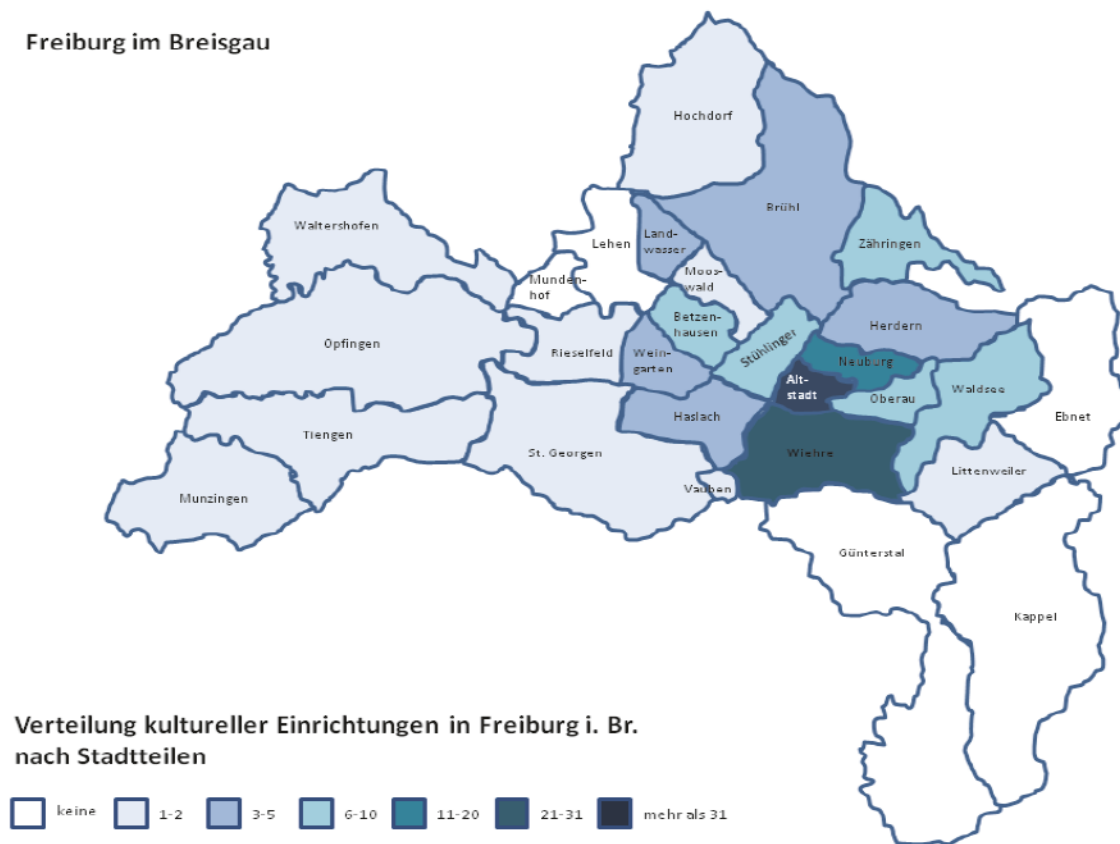 Freiburg im Breisgau
Hochdorf
Brühl
Waltershofen
Lehen
Land-
wasser
Zähringen
Moos-
wald
Munden-
hof
Betzen-
hausen
Herdern
Opfingen
Rieselfeld
Wein-
garten
Stühlinger
Neuburg
Alt-
stadt
Oberau
Waldsee
Ebnet
Haslach
Tiengen
St. Georgen
Wiehre
Littenweiler
Munzingen
Vauben
Günterstal
Kappel
Verteilung kultureller Einrichtungen in Freiburg i. Br.
nach Stadtteilen
keine
1-2
3-5
6-10
11-20
21-31
mehr als 31